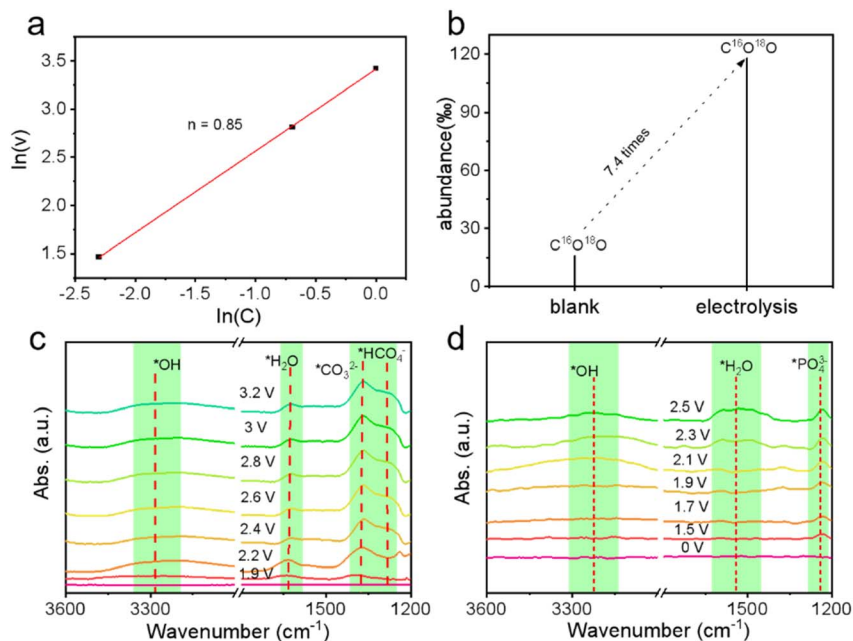 a
ln(v)
3.5
3.0
2.5
2.0
1.5
n = 0.85
-2.5 -2.0 -1.5 -1.0 -0.5 0.0
ln(C)
b
abundance(‰)
120
90
60
30
0
C¹⁶O¹⁸O
7.4 times
C¹⁶O¹⁸O
blank electrolysis
c
Abs. (a.u.)
*OH
*H₂O
*CO₃²⁻
*HCO₄⁻
3.2 V
3 V
2.8 V
2.6 V
2.4 V
2.2 V
1.9 V
3600 3300 1500 1200
Wavenumber (cm⁻¹)
d
Abs. (a.u.)
*OH
*H₂O
*PO₄³⁻
2.5 V
2.3 V
2.1 V
1.9 V
1.7 V
1.5 V
0 V
3600 3300 1500 1200
Wavenumber (cm⁻¹)